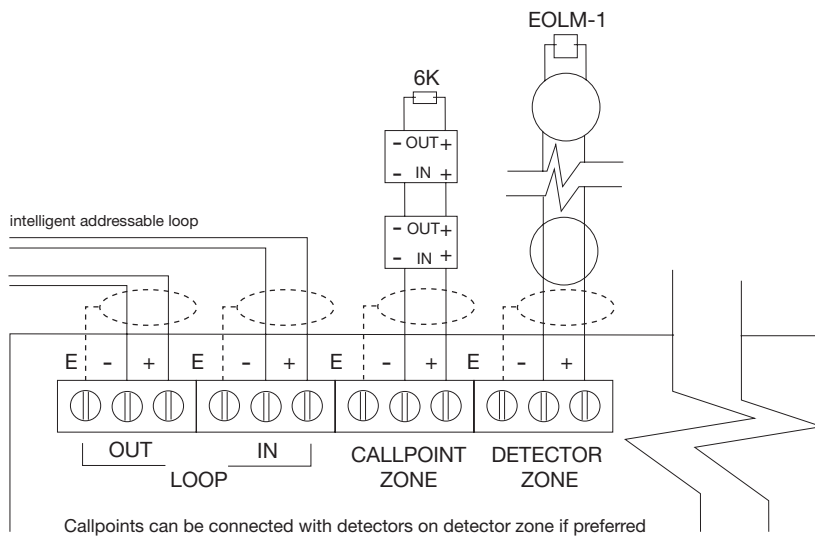 EOLM-1
6K
- OUT +
- IN +
- OUT +
- IN +
intelligent addressable loop
E - + E - + E - + E - +
OUT IN CALLPOINT DETECTOR
LOOP ZONE ZONE
Callpoints can be connected with detectors on detector zone if preferred